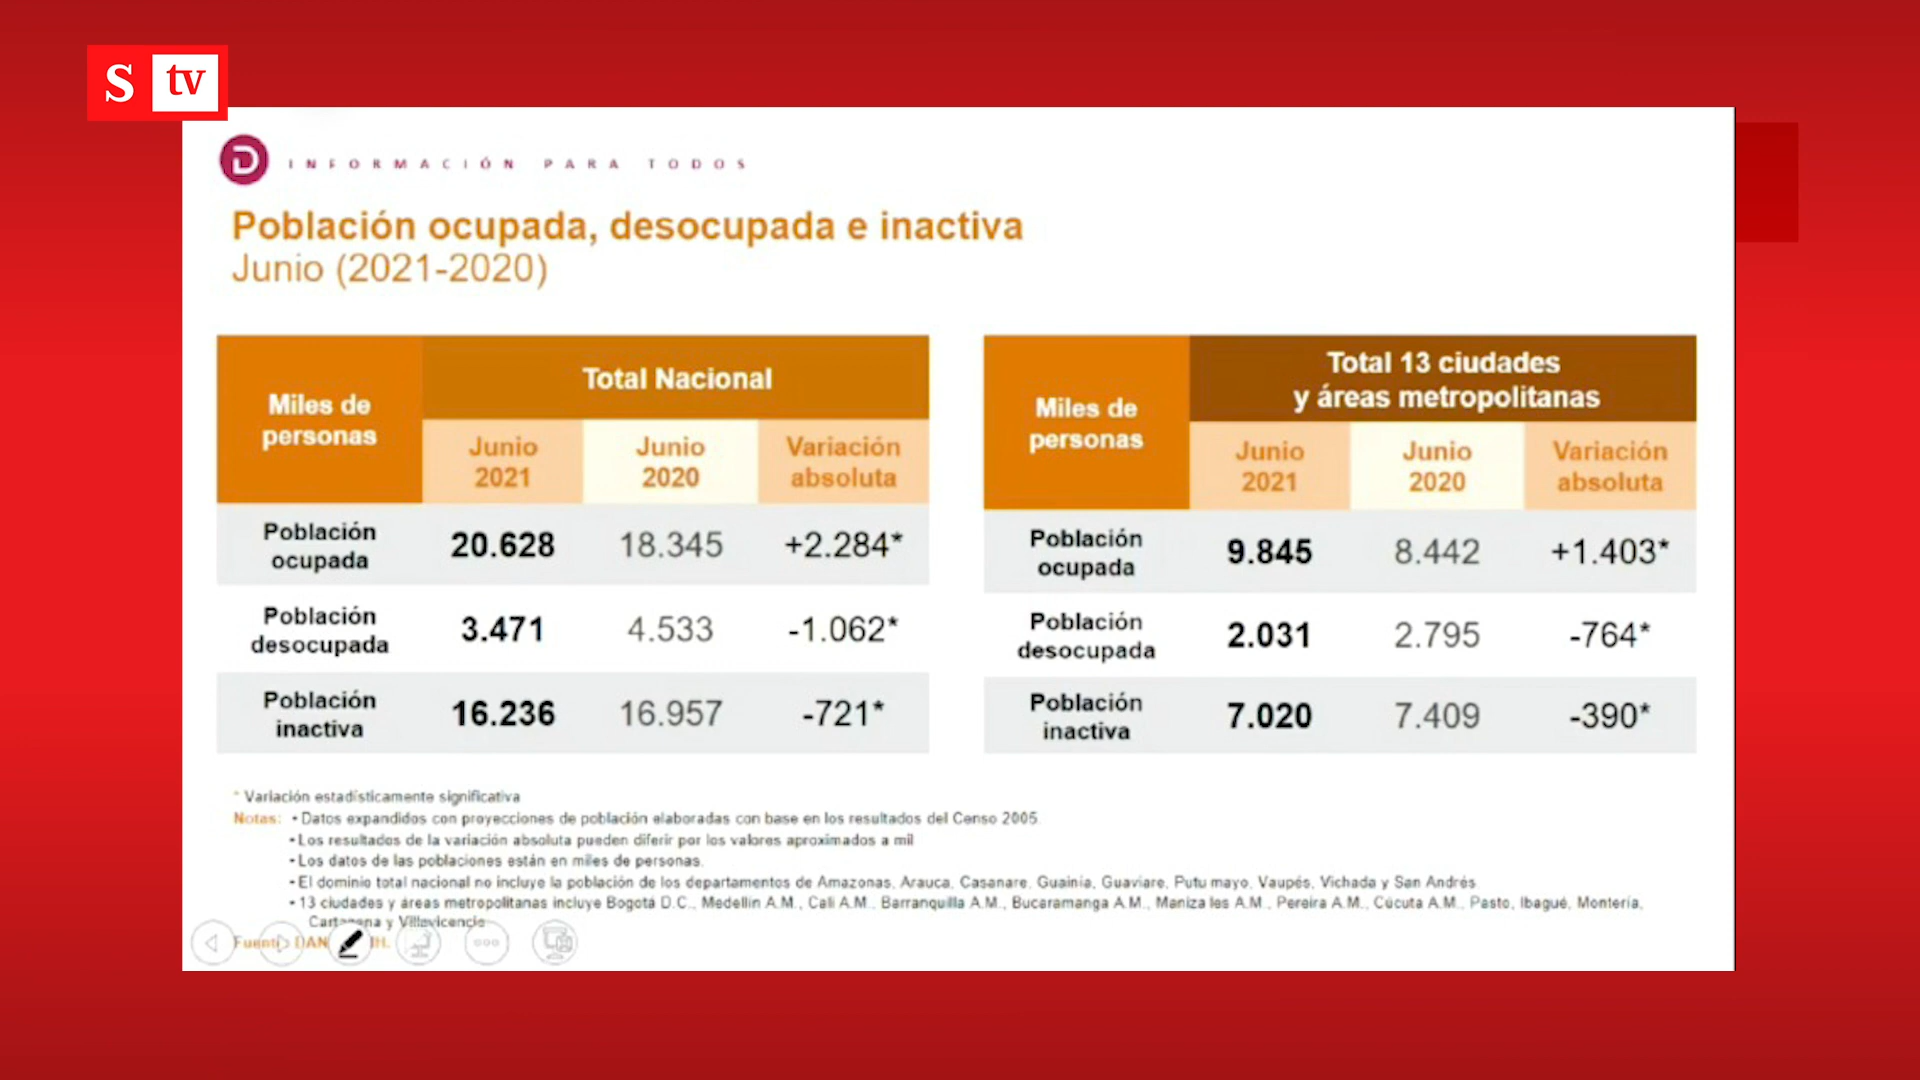 S tv
INFORMACIÓN PARA TODOS
Población ocupada, desocupada e inactiva
Junio (2021-2020)
Miles de personas
Total Nacional
Junio 2021
Junio 2020
Variación absoluta
Población ocupada 20.628 18.345 +2.284*
Población desocupada 3.471 4.533 -1.062*
Población inactiva 16.236 16.957 -721*
Miles de personas
Total 13 ciudades
y áreas metropolitanas
Junio 2021
Junio 2020
Variación absoluta
Población ocupada 9.845 8.442 +1.403*
Población desocupada 2.031 2.795 -764*
Población inactiva 7.020 7.409 -390*
* Variación estadísticamente significativa
Notas: • Datos expandidos con proyecciones de población elaboradas con base en los resultados del Censo 2005.
• Los resultados de la variación absoluta pueden diferir por los valores aproximados a mil
• Los datos de las poblaciones están en miles de personas.
• El dominio total nacional no incluye la población de los departamentos de Amazonas, Arauca, Casanare, Guainía, Guaviare, Putumayo, Vaupés, Vichada y San Andrés
• 13 ciudades y áreas metropolitanas incluye Bogotá D.C., Medellín A.M., Cali A.M., Barranquilla A.M., Bucaramanga A.M., Manizales A.M., Pereira A.M., Cúcuta A.M., Pasto, Ibagué, Montería,
Cartagena y Villavicencio